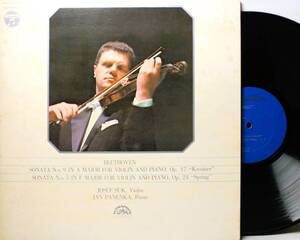 BEETHOVEN
SONATA No. 9 IN A MAJOR FOR VIOLIN AND PIANO, Op. 47 "Kreutzer"
SONATA No. 5 IN F MAJOR FOR VIOLIN AND PIANO, Op. 24 "Spring"
JOSEF SUK, Violin
JAN PANENKA, Piano
SUPRAPHON